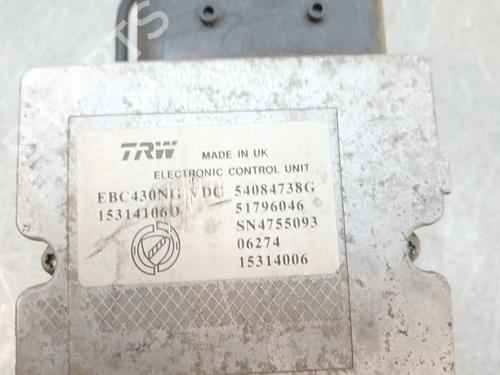 TRW MADE IN UK
ELECTRONIC CONTROL UNIT
EBC430NG VDC 54084738G
15314106D 51796046
SN4755093
06274
15314006